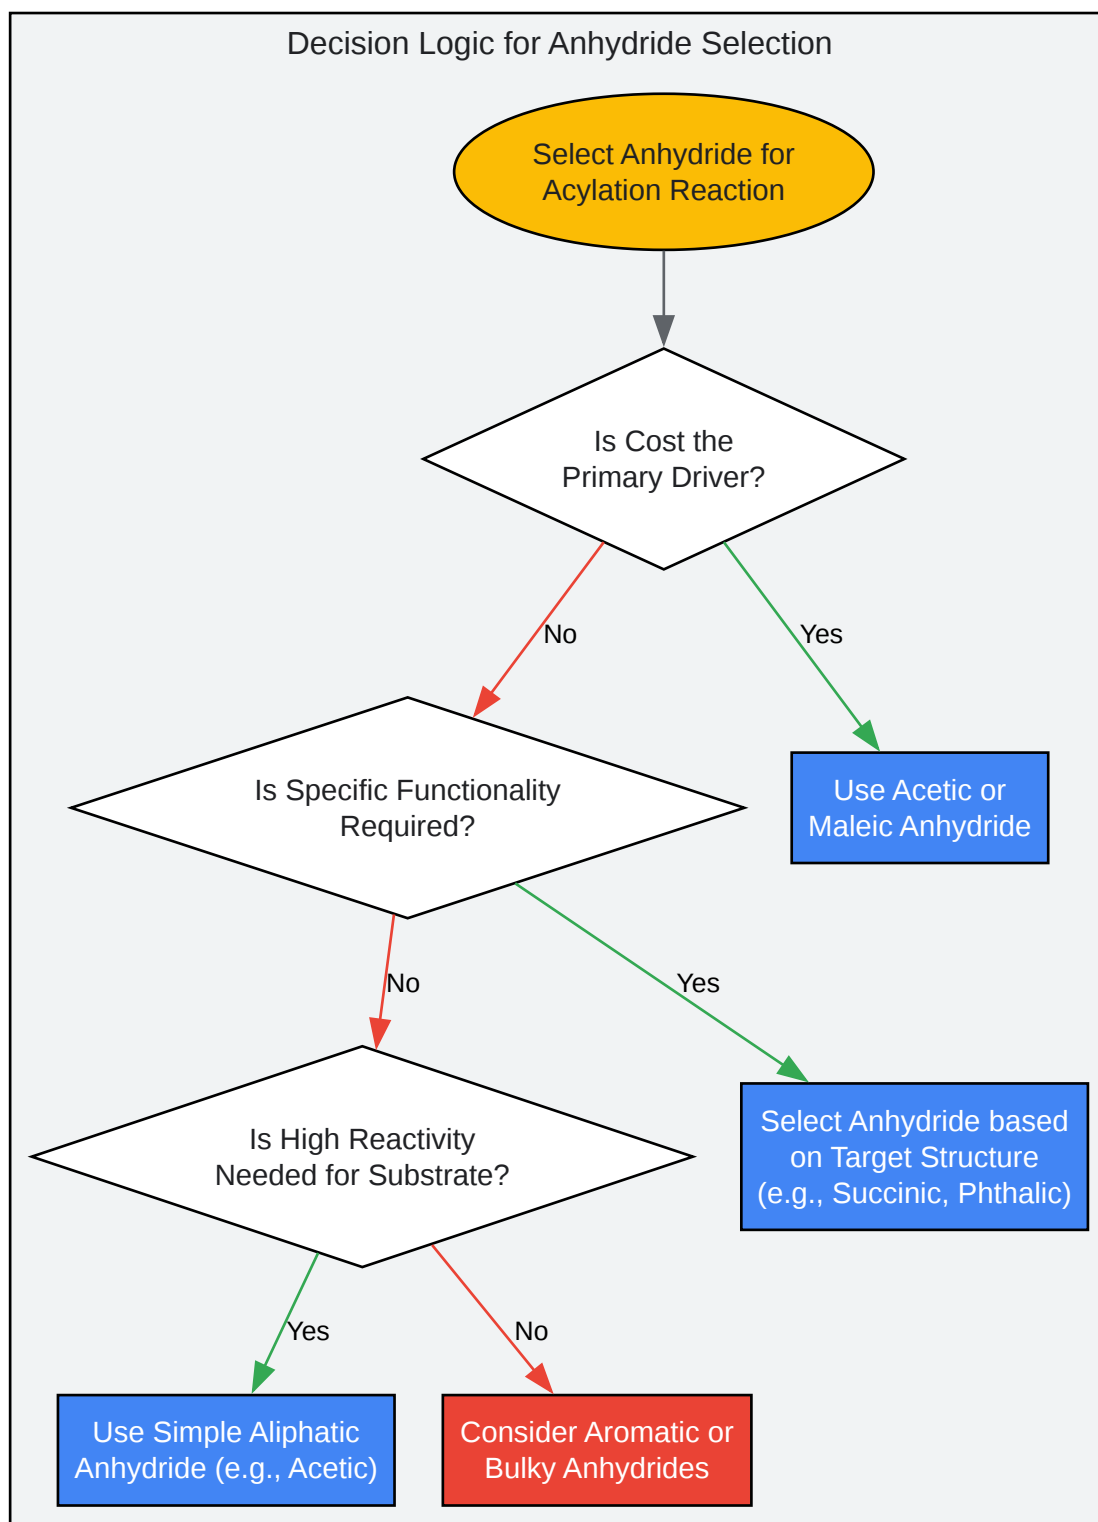 Decision Logic for Anhydride Selection
Select Anhydride for
Acylation Reaction
Is Cost the
Primary Driver?
No
Yes
Is Specific Functionality
Required?
Use Acetic or
Maleic Anhydride
No
Yes
Is High Reactivity
Needed for Substrate?
Select Anhydride based
on Target Structure
(e.g., Succinic, Phthalic)
Yes
No
Use Simple Aliphatic
Anhydride (e.g., Acetic)
Consider Aromatic or
Bulky Anhydrides